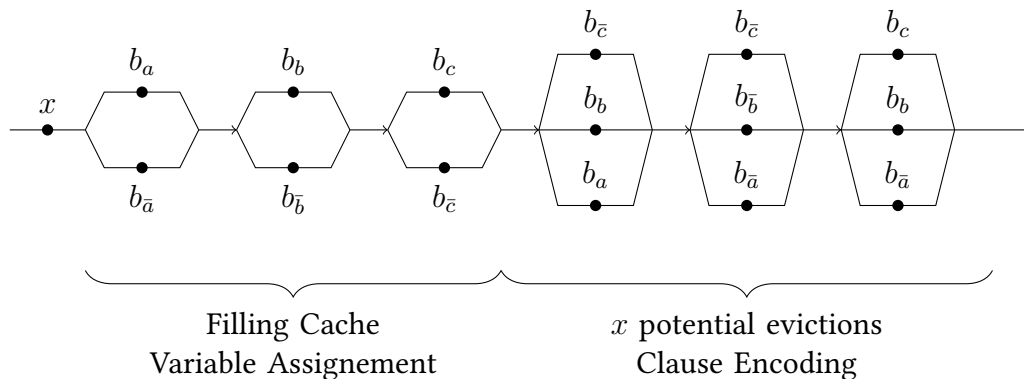 x
b_a b_b b_c
b_ā b_b̄ b_c̄
b_c̄ b_c̄ b_c
b_b b_b̄ b_b
b_a b_ā b_ā
Filling Cache
Variable Assignement
x potential evictions
Clause Encoding